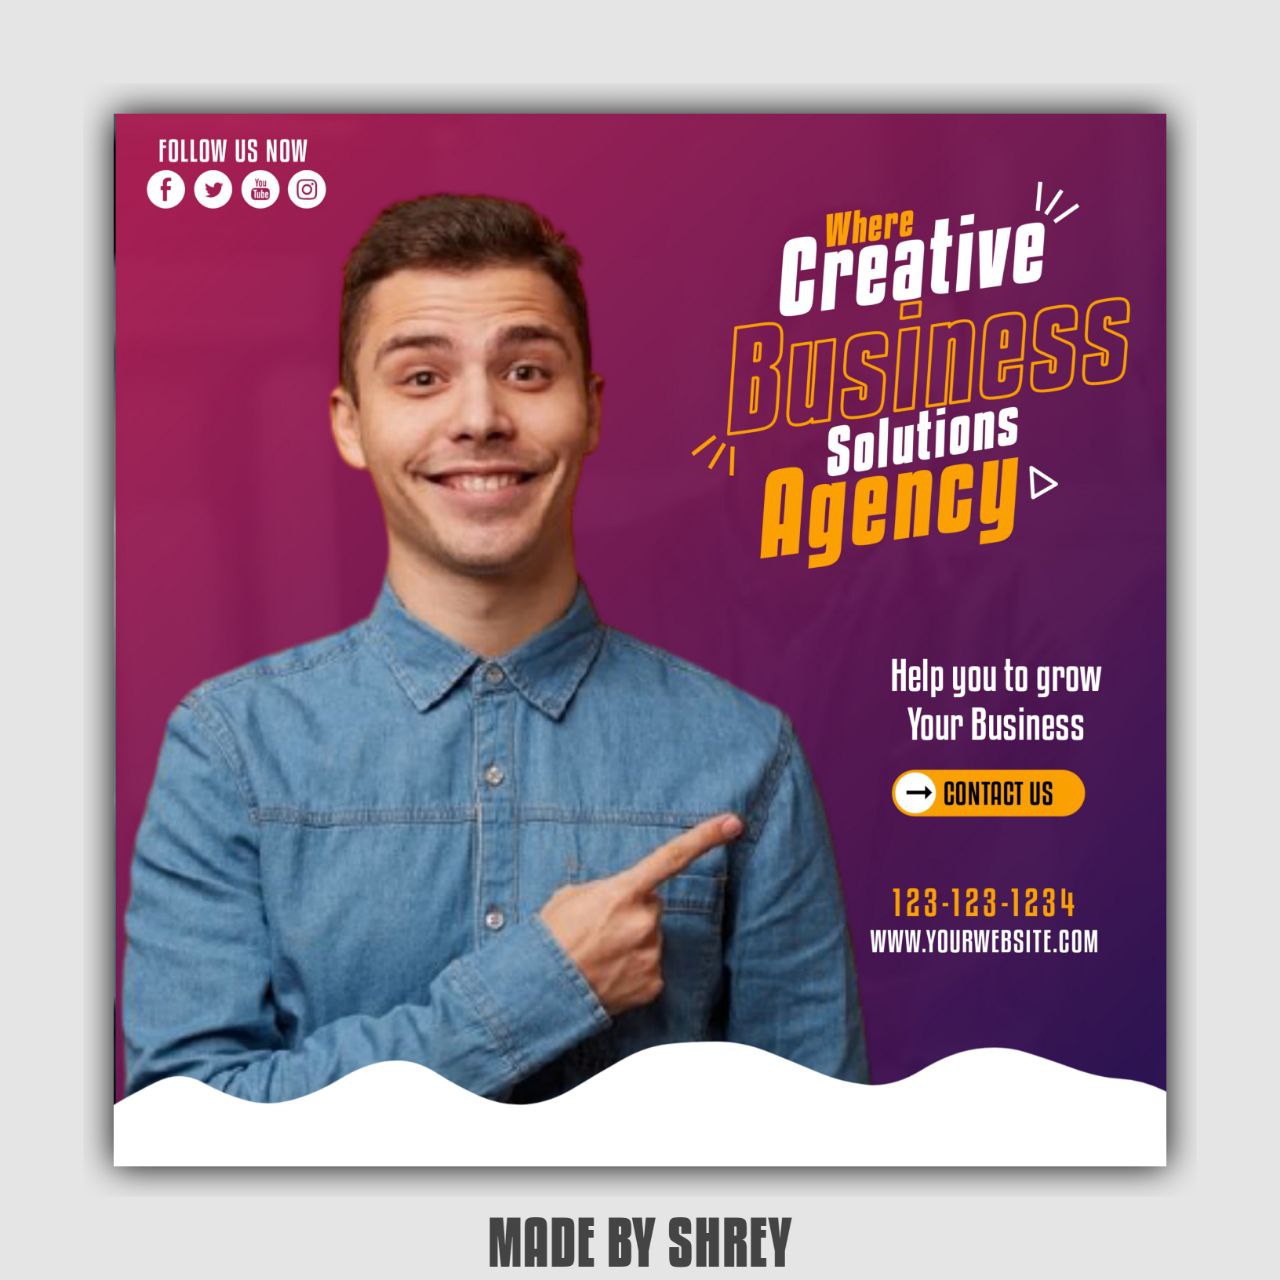 FOLLOW US NOW
You
Tube
Where
Creative
Business
Solutions
Agency
Help you to grow
Your Business
CONTACT US
123-123-1234
WWW.YOURWEBSITE.COM
MADE BY SHREY